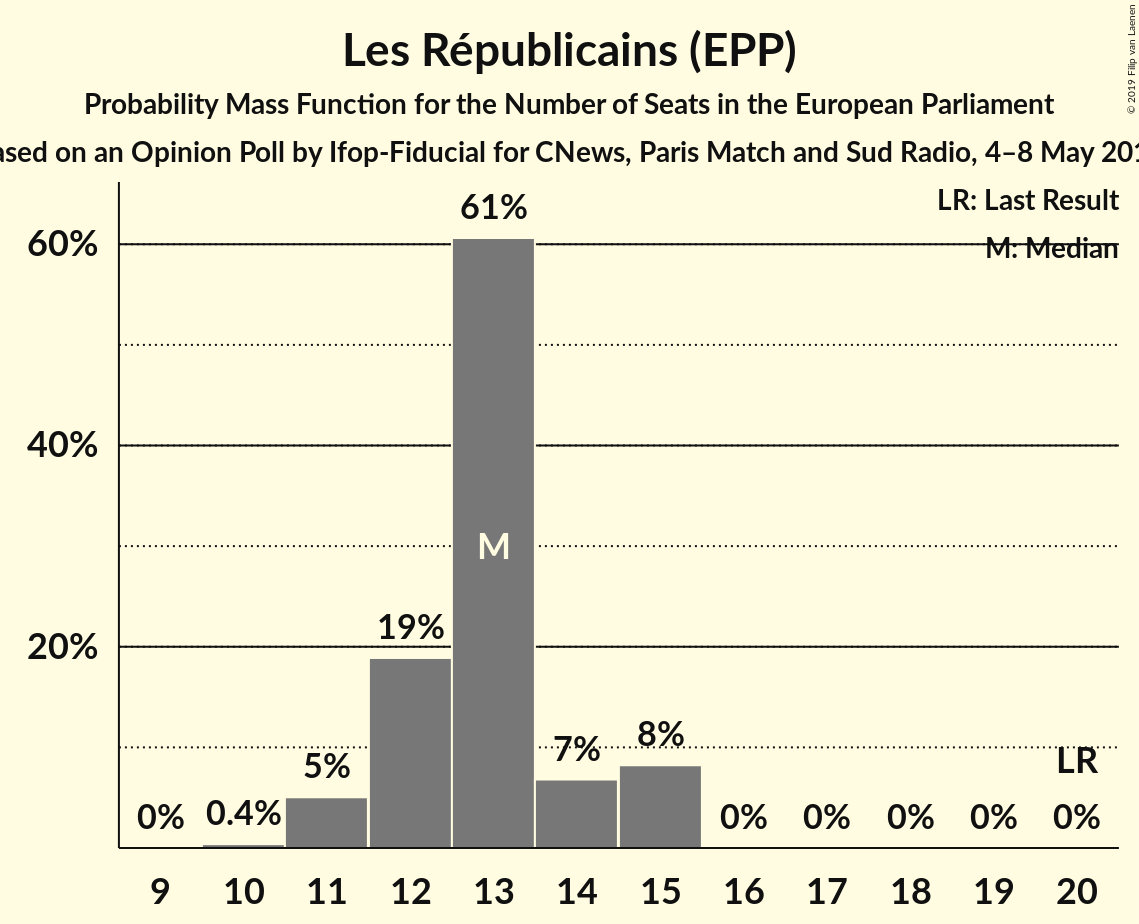 Les Républicains (EPP)
Probability Mass Function for the Number of Seats in the European Parliament
on an Opinion Poll by Ifop-Fiducial for CNews, Paris Match and Sud Radio, 4–8 May
© 2019 Filip van Laenen
LR: Last Result
M: Median
60%
40%
20%
0%
0.4%
5%
19%
61%
M
7%
8%
0%
0%
0%
0%
LR
0%
9 10 11 12 13 14 15 16 17 18 19 20